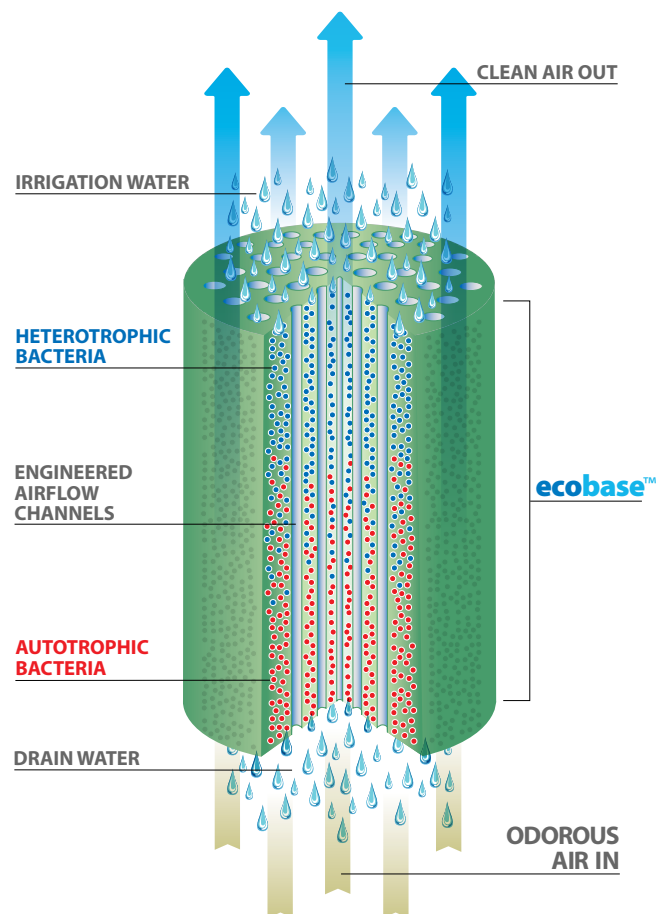 CLEAN AIR OUT
IRRIGATION WATER
HETEROTROPHIC
BACTERIA
ENGINEERED
AIRFLOW
CHANNELS
ecobase™
AUTOTROPHIC
BACTERIA
DRAIN WATER
ODOROUS
AIR IN